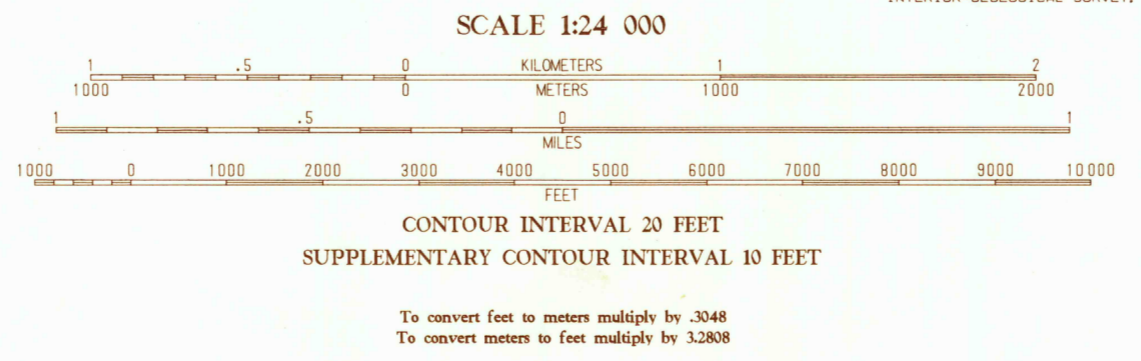 INTERIOR GEOLOGICAL SURVEY,
SCALE 1:24 000
1 .5 0 KILOMETERS 1 2
1000 0 METERS 1000 2000
1 .5 0 1
MILES
1000 0 1000 2000 3000 4000 5000 6000 7000 8000 9000 10 000
FEET
CONTOUR INTERVAL 20 FEET
SUPPLEMENTARY CONTOUR INTERVAL 10 FEET
To convert feet to meters multiply by .3048
To convert meters to feet multiply by 3.2808